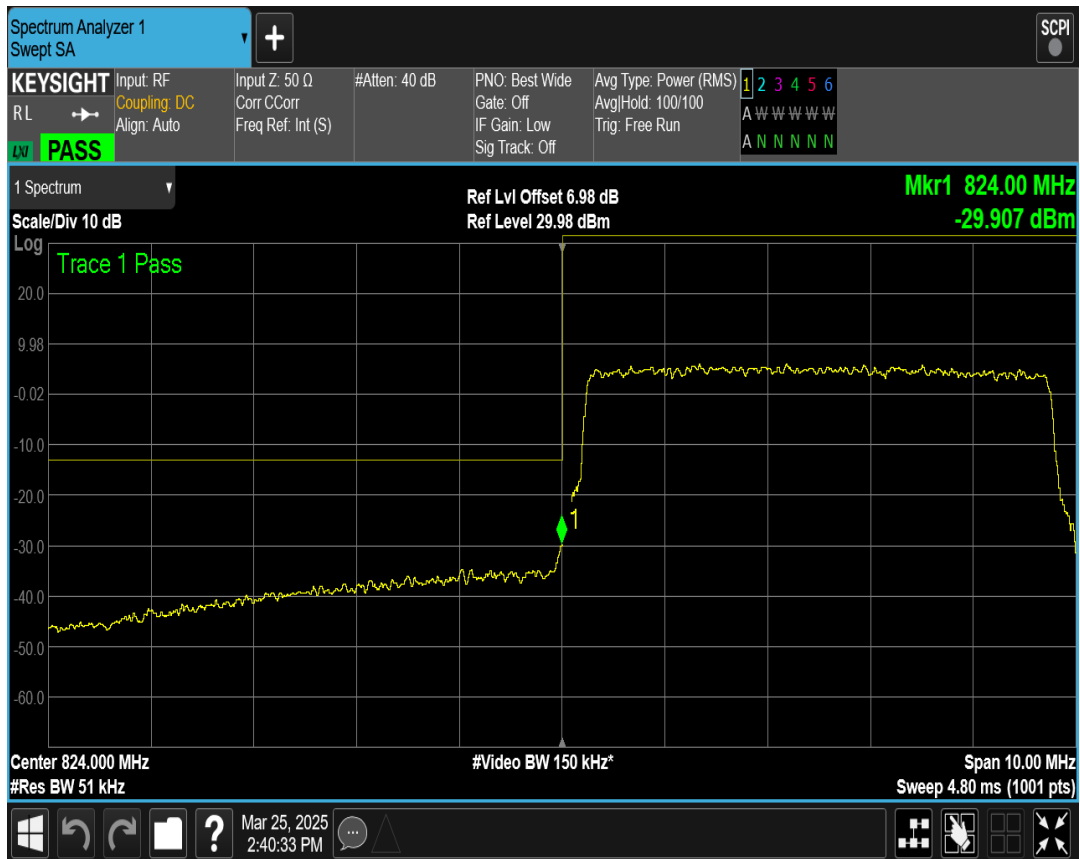 Spectrum Analyzer 1
Swept SA
+
SCPI
KEYSIGHT
R L
LXI PASS
Input: RF
Coupling: DC
Align: Auto
Input Z: 50 Ω
Corr CCorr
Freq Ref: Int (S)
#Atten: 40 dB
PNO: Best Wide
Gate: Off
IF Gain: Low
Sig Track: Off
Avg Type: Power (RMS)
Avg|Hold: 100/100
Trig: Free Run
1 2 3 4 5 6
A W W W W W
A N N N N N
1 Spectrum
Scale/Div 10 dB
Ref Lvl Offset 6.98 dB
Ref Level 29.98 dBm
Mkr1 824.00 MHz
-29.907 dBm
Log
Trace 1 Pass
20.0
9.98
-0.02
-10.0
-20.0
1
-30.0
-40.0
-50.0
-60.0
Center 824.000 MHz
#Video BW 150 kHz*
Span 10.00 MHz
#Res BW 51 kHz
Sweep 4.80 ms (1001 pts)
?
Mar 25, 2025
2:40:33 PM